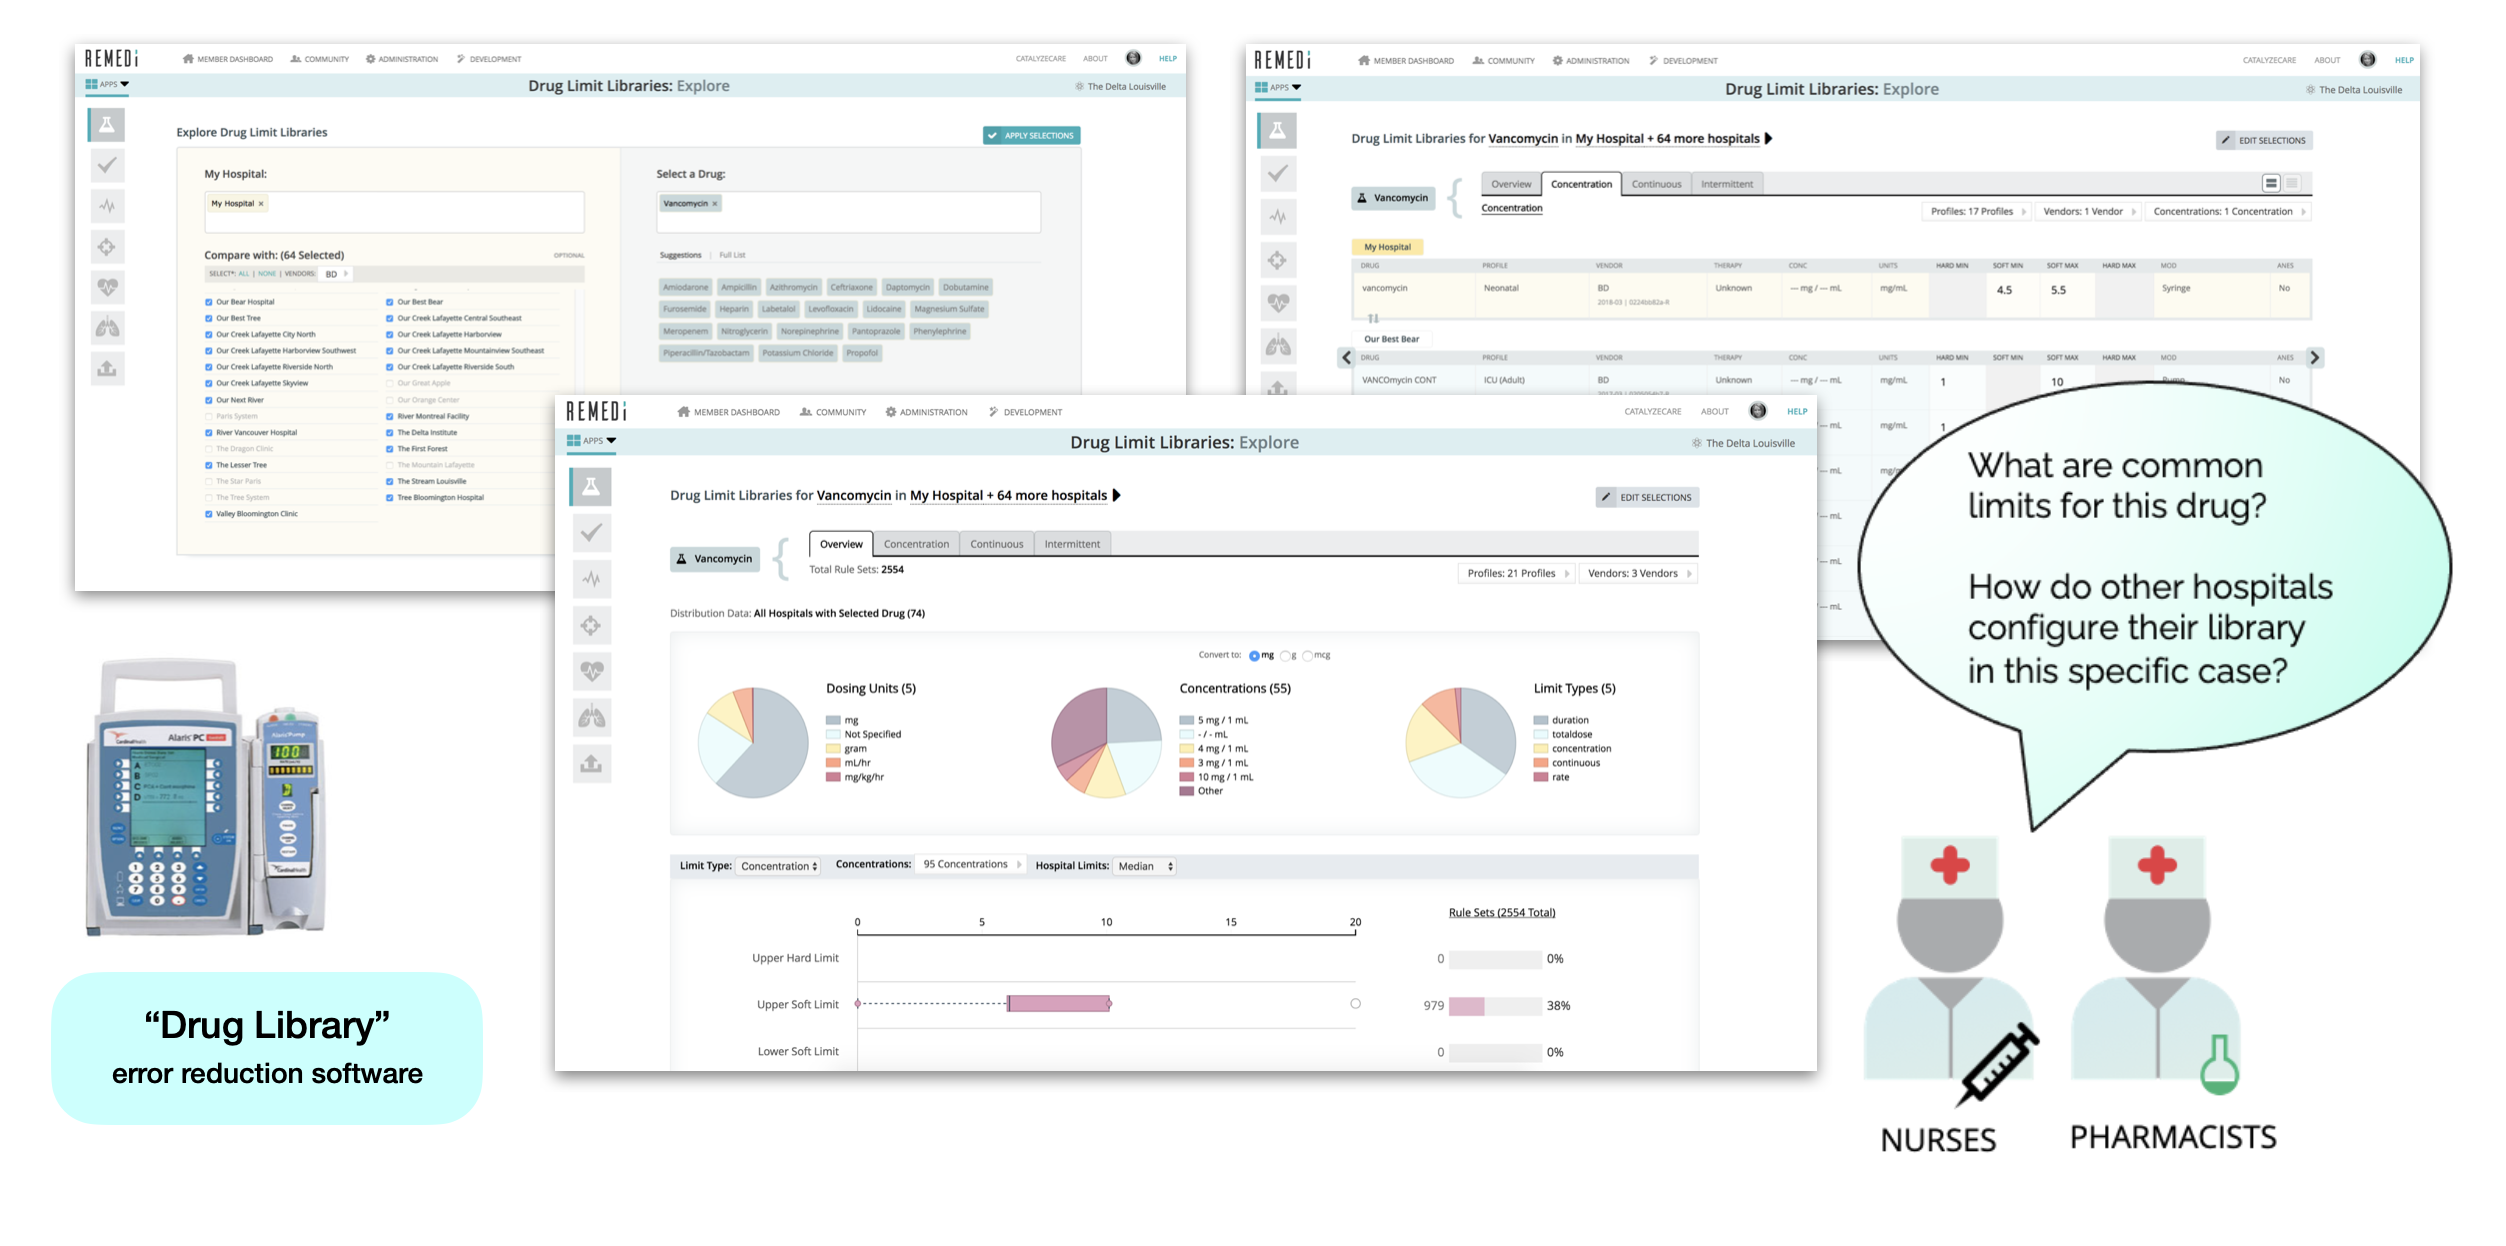 REMEDi
MEMBER DASHBOARD COMMUNITY ADMINISTRATION DEVELOPMENT CATALYZECARE ABOUT HELP
APPS Drug Limit Libraries: Explore The Delta Louisville
Explore Drug Limit Libraries APPLY SELECTIONS
My Hospital:
My Hospital ×
Compare with: (64 Selected) OPTIONAL
SELECT*: ALL | NONE | VENDORS: BD
Our Bear Hospital Our Best Bear
Our Best Tree Our Creek Lafayette Central Southeast
Our Creek Lafayette City North Our Creek Lafayette Harborview
Our Creek Lafayette Harborview Southwest Our Creek Lafayette Mountainview Southeast
Our Creek Lafayette Riverside North Our Creek Lafayette Riverside South
Our Creek Lafayette Skyview Our Great Apple
Our Next River Our Orange Center
Paris System River Montreal Facility
River Vancouver Hospital The Delta Institute
The Dragon Clinic The First Forest
The Lesser Tree The Mountain Lafayette
The Star Paris The Stream Louisville
The Tree System Tree Bloomington Hospital
Valley Bloomington Clinic
Select a Drug:
Vancomycin ×
Suggestions | Full List
Amiodarone Ampicillin Azithromycin Ceftriaxone Daptomycin Dobutamine
Furosemide Heparin Labetalol Levofloxacin Lidocaine Magnesium Sulfate
Meropenem Nitroglycerin Norepinephrine Pantoprazole Phenylephrine
Piperacillin/Tazobactam Potassium Chloride Propofol
REMEDi
MEMBER DASHBOARD COMMUNITY ADMINISTRATION DEVELOPMENT CATALYZECARE ABOUT HELP
APPS Drug Limit Libraries: Explore The Delta Louisville
Drug Limit Libraries for Vancomycin in My Hospital + 64 more hospitals EDIT SELECTIONS
Vancomycin Overview Concentration Continuous Intermittent
Concentration
Profiles: 17 Profiles Vendors: 1 Vendor Concentrations: 1 Concentration
My Hospital
DRUG PROFILE VENDOR THERAPY CONC UNITS HARD MIN SOFT MIN SOFT MAX HARD MAX MOD ANES
vancomycin Neonatal BD Unknown -- mg / -- mL mg/mL 4.5 5.5 Syringe No
2018-03 | 0224bb82a-R
Our Best Bear
DRUG PROFILE VENDOR THERAPY CONC UNITS HARD MIN SOFT MIN SOFT MAX HARD MAX MOD ANES
VANCOmycin CONT ICU (Adult) BD Unknown -- mg / -- mL mg/mL 1 10 Pump No
-- mL mg/mL 1
-- mL
-- mL
-- mL
-- mL
REMEDi
MEMBER DASHBOARD COMMUNITY ADMINISTRATION DEVELOPMENT CATALYZECARE ABOUT HELP
APPS Drug Limit Libraries: Explore The Delta Louisville
Drug Limit Libraries for Vancomycin in My Hospital + 64 more hospitals EDIT SELECTIONS
Vancomycin Overview Concentration Continuous Intermittent
Total Rule Sets: 2554
Profiles: 21 Profiles Vendors: 3 Vendors
Distribution Data: All Hospitals with Selected Drug (74)
Convert to: mg g mcg
Dosing Units (5)
mg
Not Specified
gram
mL/hr
mg/kg/hr
Concentrations (55)
5 mg / 1 mL
- / - mL
4 mg / 1 mL
3 mg / 1 mL
10 mg / 1 mL
Other
Limit Types (5)
duration
totaldose
concentration
continuous
rate
Limit Type: Concentration Concentrations: 95 Concentrations Hospital Limits: Median
0 5 10 15 20 Rule Sets (2554 Total)
Upper Hard Limit 0 0%
Upper Soft Limit 979 38%
Lower Soft Limit 0 0%
What are common
limits for this drug?
How do other hospitals
configure their library
in this specific case?
NURSES PHARMACISTS
Alaris PC
Alaris Pump
100
A
B
C
D
1 2 3
4 5 6
7 8 9
0
“Drug Library”
error reduction software